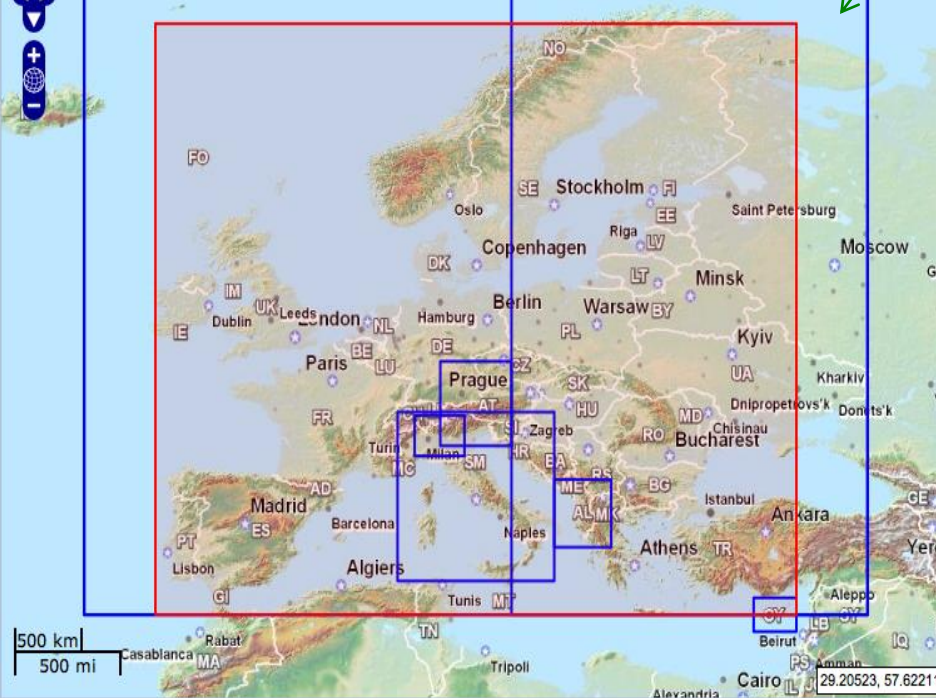 NO
FO
SE
Stockholm
FI
Oslo
EE
Saint Petersburg
Riga
LV
Copenhagen
Moscow
DK
LT
Minsk
G
IM
UK
Leeds
London
NL
Hamburg
Berlin
Warsaw
BY
Dublin
IE
PL
Kyiv
BE
DE
Paris
LU
CZ
UA
Prague
SK
Kharkiv
AT
HU
MD
Dnipropetrovs'k
Donets'k
FR
Chisinau
SI
Zagreb
RO
Bucharest
Turin
Milan
HR
MC
SM
BA
RS
AD
ME
BG
GE
Madrid
Istanbul
Ankara
Barcelona
AL
MK
ES
Naples
PT
Athens
TR
Yer
Lisbon
Algiers
GI
Tunis
MT
Aleppo
CY
SY
LB
TN
Beirut
500 km
Rabat
IQ
Casablanca
MA
500 mi
Tripoli
PS
Amman
Cairo
IL
29.20523, 57.6221
Alexandria